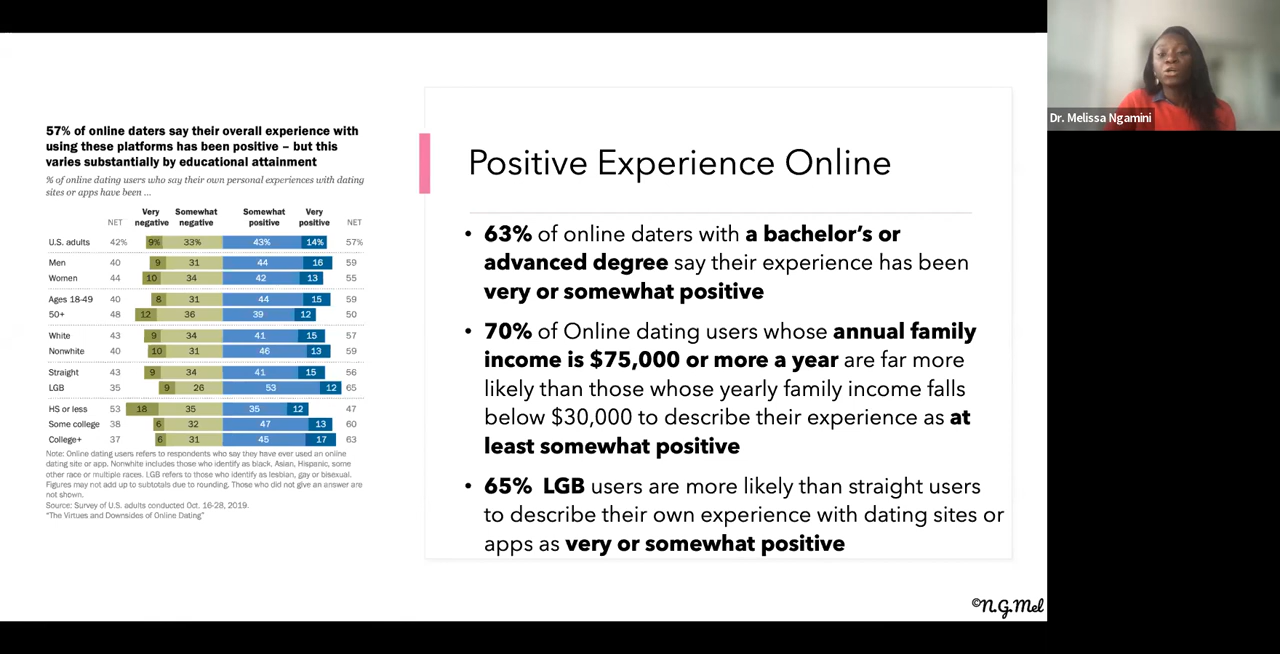 57% of online daters say their overall experience with
using these platforms has been positive – but this
varies substantially by educational attainment
% of online dating users who say their own personal experiences with dating
sites or apps have been ...
NET Very negative Somewhat negative Somewhat positive Very positive NET
U.S. adults 42% 9% 33% 43% 14% 57%
Men 40 9 31 44 16 59
Women 44 10 34 42 13 55
Ages 18-49 40 8 31 44 15 59
50+ 48 12 36 39 12 50
White 43 9 34 41 15 57
Nonwhite 40 10 31 46 13 59
Straight 43 9 34 41 15 56
LGB 35 9 26 53 12 65
HS or less 53 18 35 35 12 47
Some college 38 6 32 47 13 60
College+ 37 6 31 45 17 63
Note: Online dating users refers to respondents who say they have ever used an online
dating site or app. Nonwhite includes those who identify as black, Asian, Hispanic, some
other race or multiple races. LGB refers to those who identify as lesbian, gay or bisexual.
Figures may not add up to subtotals due to rounding. Those who did not give an answer are
not shown.
Source: Survey of U.S. adults conducted Oct. 16-28, 2019.
"The Virtues and Downsides of Online Dating"
Positive Experience Online
• 63% of online daters with a bachelor's or
advanced degree say their experience has been
very or somewhat positive
• 70% of Online dating users whose annual family
income is $75,000 or more a year are far more
likely than those whose yearly family income falls
below $30,000 to describe their experience as at
least somewhat positive
• 65% LGB users are more likely than straight users
to describe their own experience with dating sites or
apps as very or somewhat positive
©N.G.Mel
Dr. Melissa Ngamini